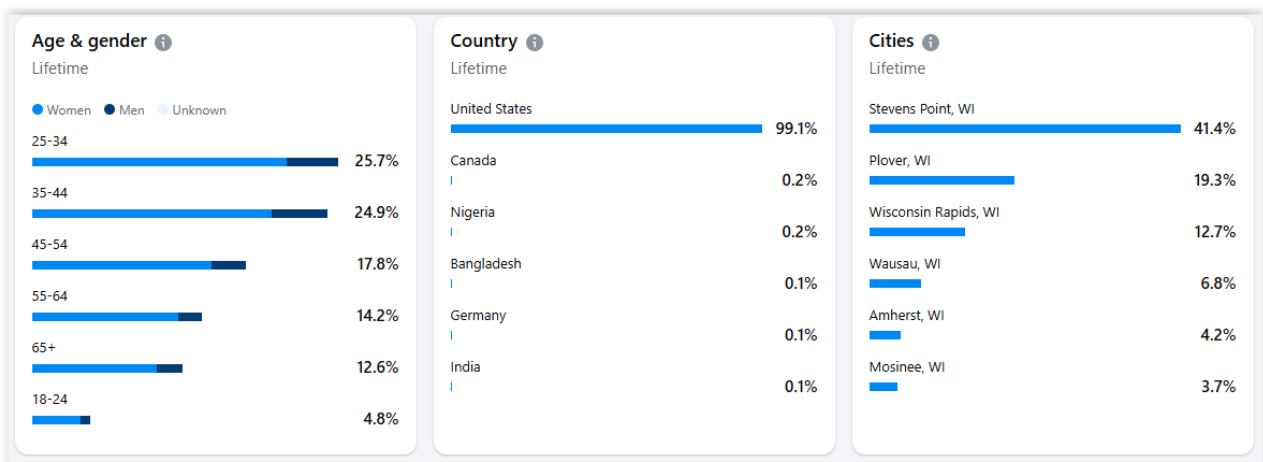 Age & gender
Lifetime
Women Men Unknown
25-34
25.7%
35-44
24.9%
45-54
17.8%
55-64
14.2%
65+
12.6%
18-24
4.8%
Country
Lifetime
United States
99.1%
Canada
0.2%
Nigeria
0.2%
Bangladesh
0.1%
Germany
0.1%
India
0.1%
Cities
Lifetime
Stevens Point, WI
41.4%
Plover, WI
19.3%
Wisconsin Rapids, WI
12.7%
Wausau, WI
6.8%
Amherst, WI
4.2%
Mosinee, WI
3.7%